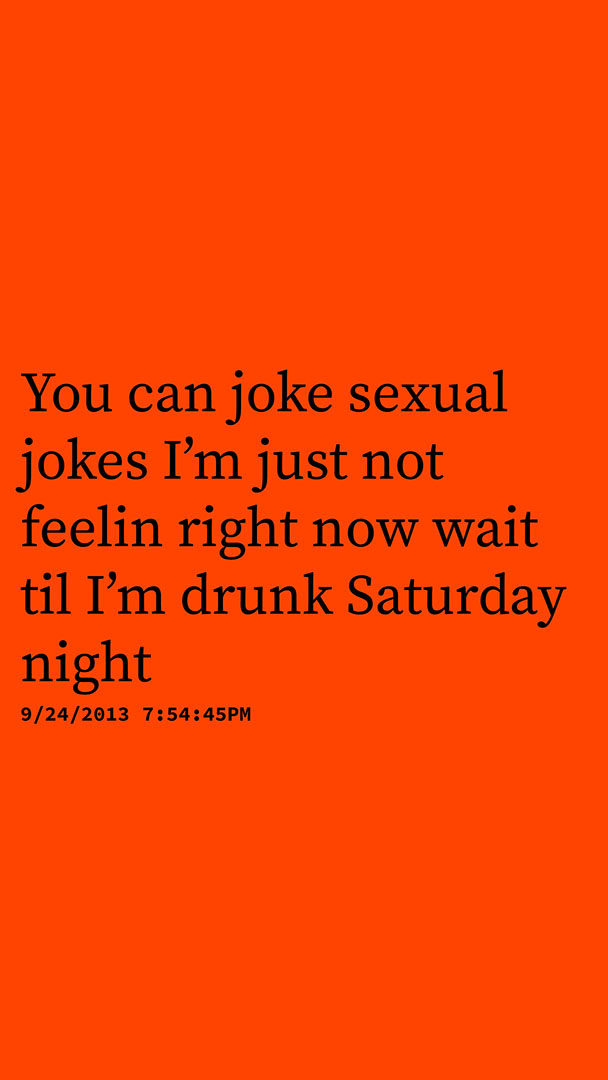 You can joke sexual
jokes I’m just not
feelin right now wait
til I’m drunk Saturday
night
9/24/2013 7:54:45PM